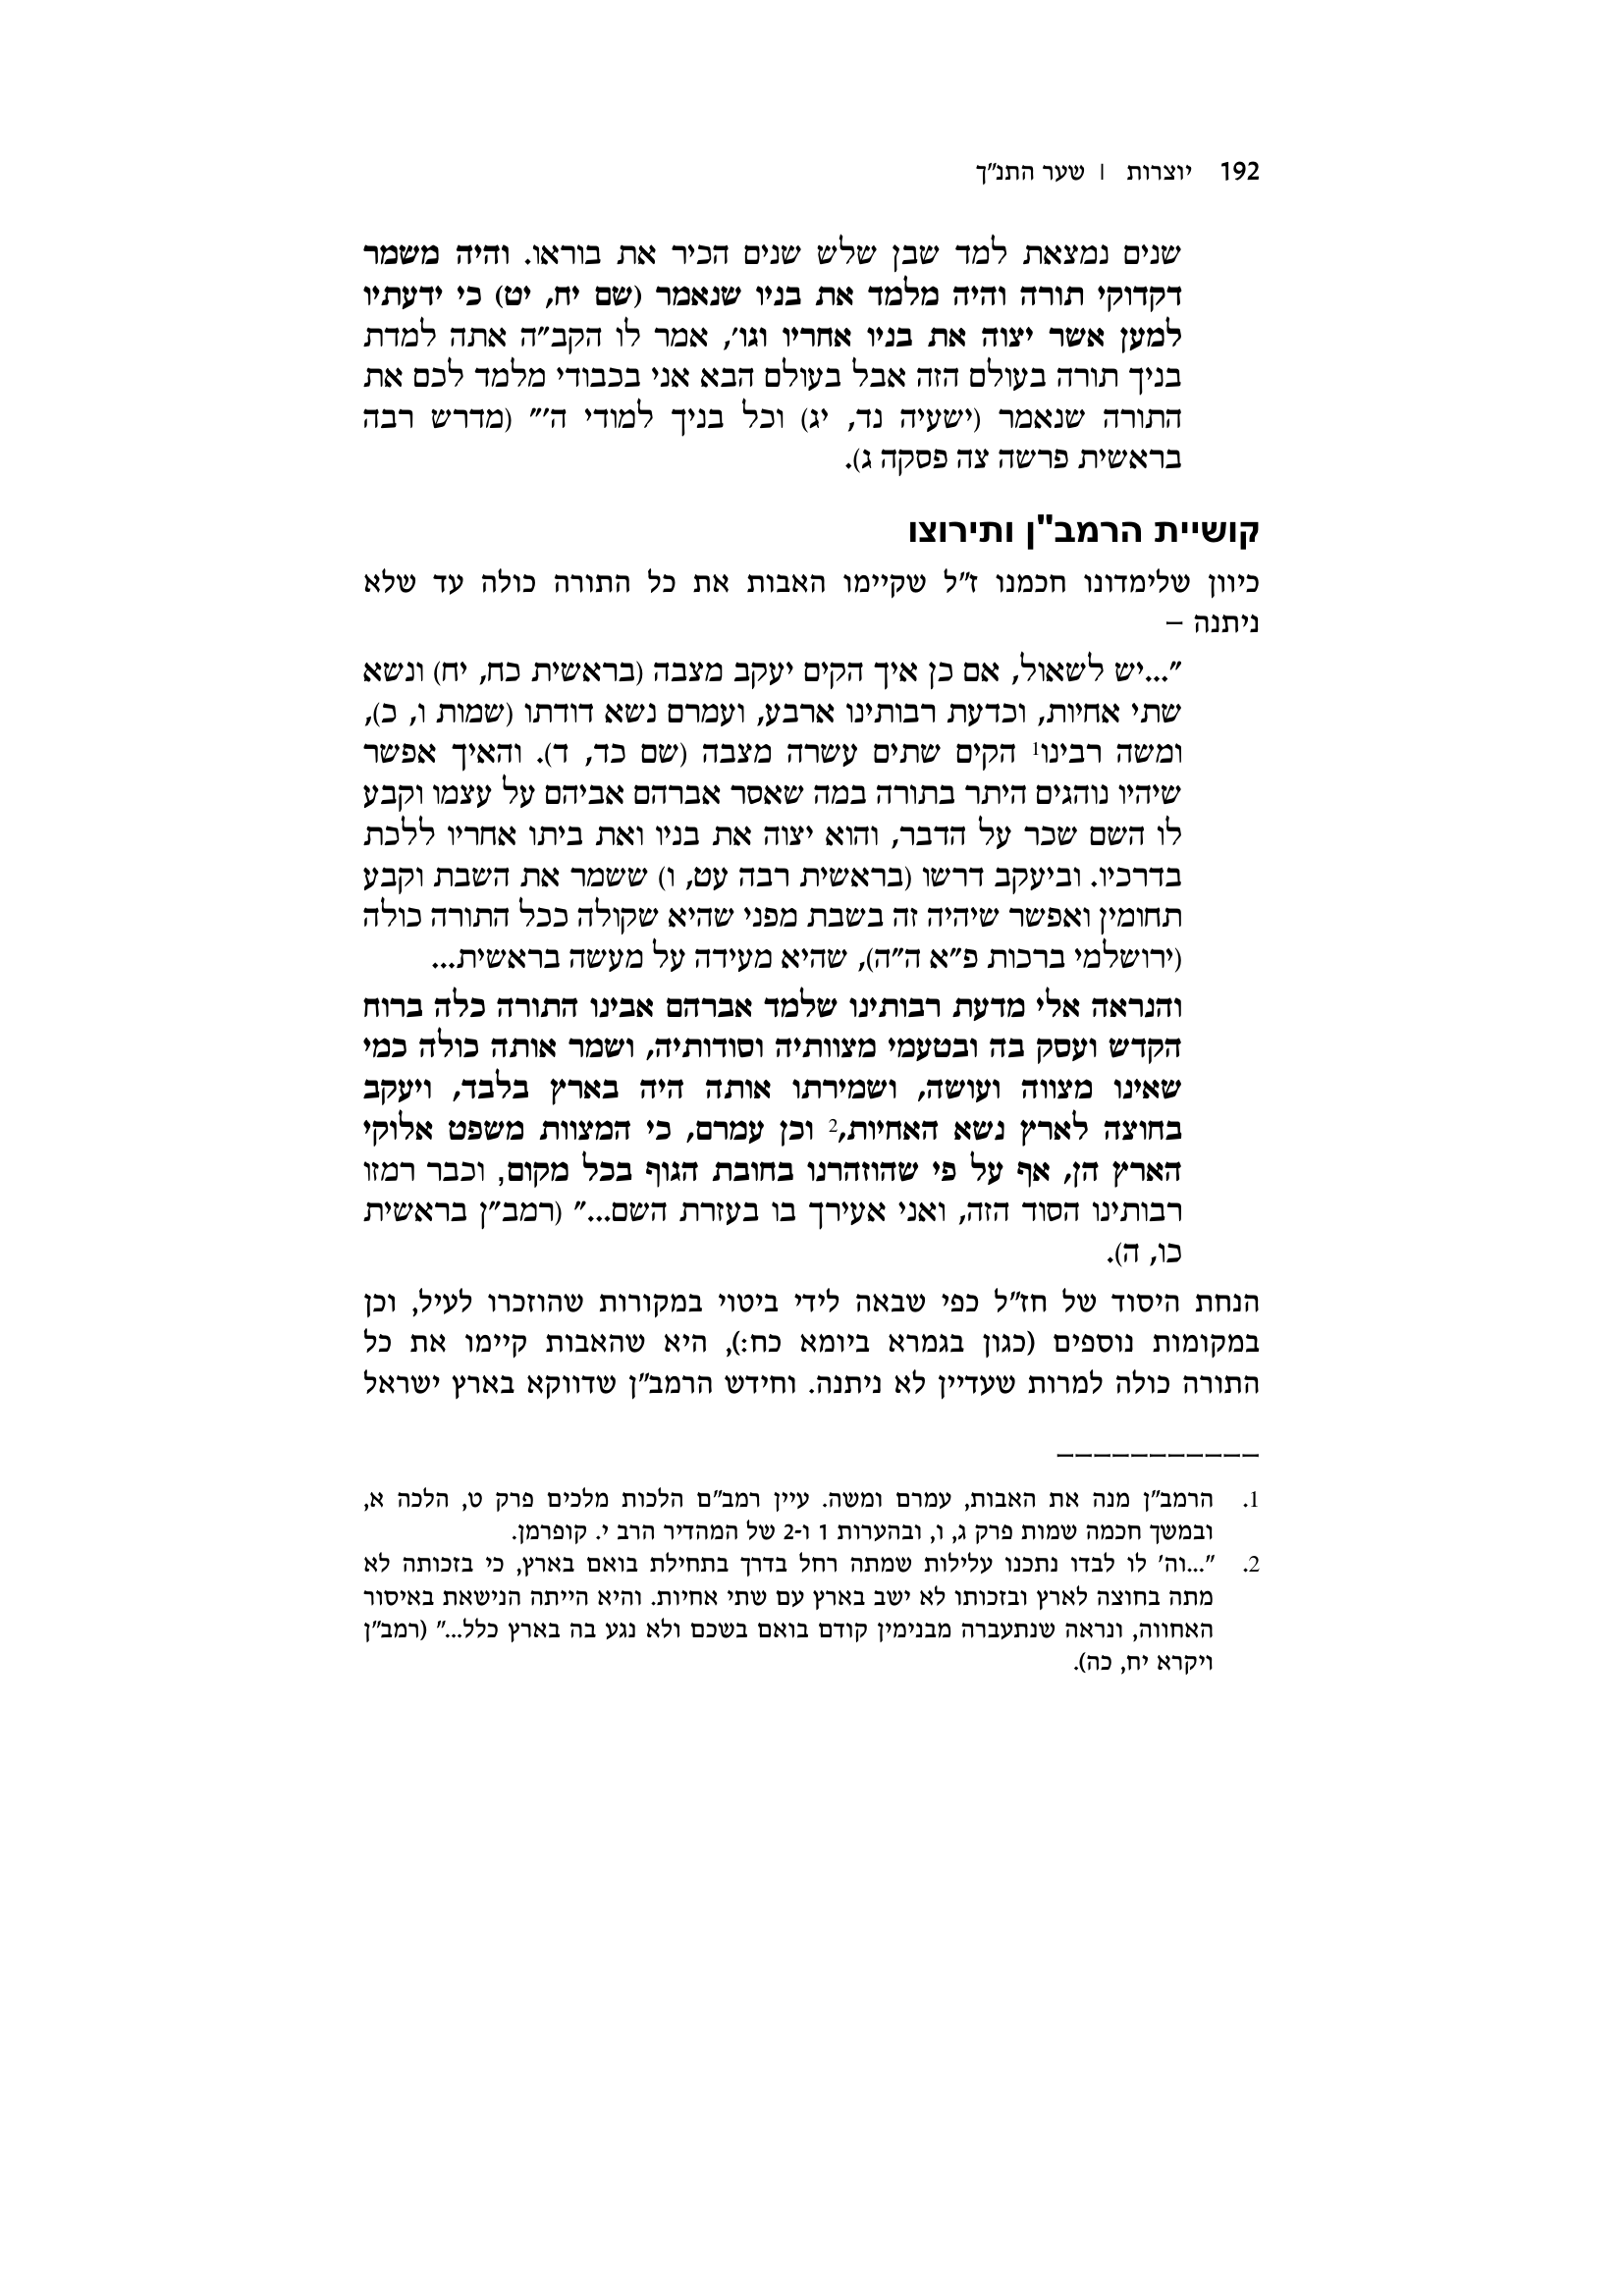 192 יוצרות | שער התנ"ך
שנים נמצאת למד שבן שלש שנים הכיר את בוראו. והיה משמר
דקדוקי תורה והיה מלמד את בניו שנאמר (שם יח, יט) כי ידעתיו
למען אשר יצוה את בניו אחריו וגו', אמר לו הקב"ה אתה למדת
בניך תורה בעולם הזה אבל בעולם הבא אני בכבודי מלמד לכם את
התורה שנאמר (ישעיה נד, יג) וכל בניך למודי ה'" (מדרש רבה
בראשית פרשה צה פסקה ג).
קושיית הרמב"ן ותירוצו
כיוון שלימדונו חכמנו ז"ל שקיימו האבות את כל התורה כולה עד שלא
ניתנה –
"...יש לשאול, אם כן איך הקים יעקב מצבה (בראשית כח, יח) ונשא
שתי אחיות, וכדעת רבותינו ארבע, ועמרם נשא דודתו (שמות ו, כ),
ומשה רבינו1 הקים שתים עשרה מצבה (שם כד, ד). והאיך אפשר
שיהיו נוהגים היתר בתורה במה שאסר אברהם אביהם על עצמו וקבע
לו השם שכר על הדבר, והוא יצוה את בניו ואת ביתו אחריו ללכת
בדרכיו. וביעקב דרשו (בראשית רבה עט, ו) ששמר את השבת וקבע
תחומין ואפשר שיהיה זה בשבת מפני שהיא שקולה ככל התורה כולה
(ירושלמי ברכות פ"א ה"ה), שהיא מעידה על מעשה בראשית...
והנראה אלי מדעת רבותינו שלמד אברהם אבינו התורה כלה ברוח
הקדש ועסק בה ובטעמי מצוותיה וסודותיה, ושמר אותה כולה כמי
שאינו מצווה ועושה, ושמירתו אותה היה בארץ בלבד, ויעקב
בחוצה לארץ נשא האחיות,2 וכן עמרם, כי המצוות משפט אלוקי
הארץ הן, אף על פי שהוזהרנו בחובת הגוף בכל מקום, וכבר רמזו
רבותינו הסוד הזה, ואני אעירך בו בעזרת השם..." (רמב"ן בראשית
כו, ה).
הנחת היסוד של חז"ל כפי שבאה לידי ביטוי במקורות שהוזכרו לעיל, וכן
במקומות נוספים (כגון בגמרא ביומא כח:), היא שהאבות קיימו את כל
התורה כולה למרות שעדיין לא ניתנה. וחידש הרמב"ן שדווקא בארץ ישראל
–––––––––––
1. הרמב"ן מנה את האבות, עמרם ומשה. עיין רמב"ם הלכות מלכים פרק ט, הלכה א,
ובמשך חכמה שמות פרק ג, ו, ובהערות 1 ו-2 של המהדיר הרב י. קופרמן.
2. "...וה' לו לבדו נתכנו עלילות שמתה רחל בדרך בתחילת בואם בארץ, כי בזכותה לא
מתה בחוצה לארץ ובזכותו לא ישב בארץ עם שתי אחיות. והיא הייתה הנישאת באיסור
האחווה, ונראה שנתעברה מבנימין קודם בואם בשכם ולא נגע בה בארץ כלל..." (רמב"ן
ויקרא יח, כה).